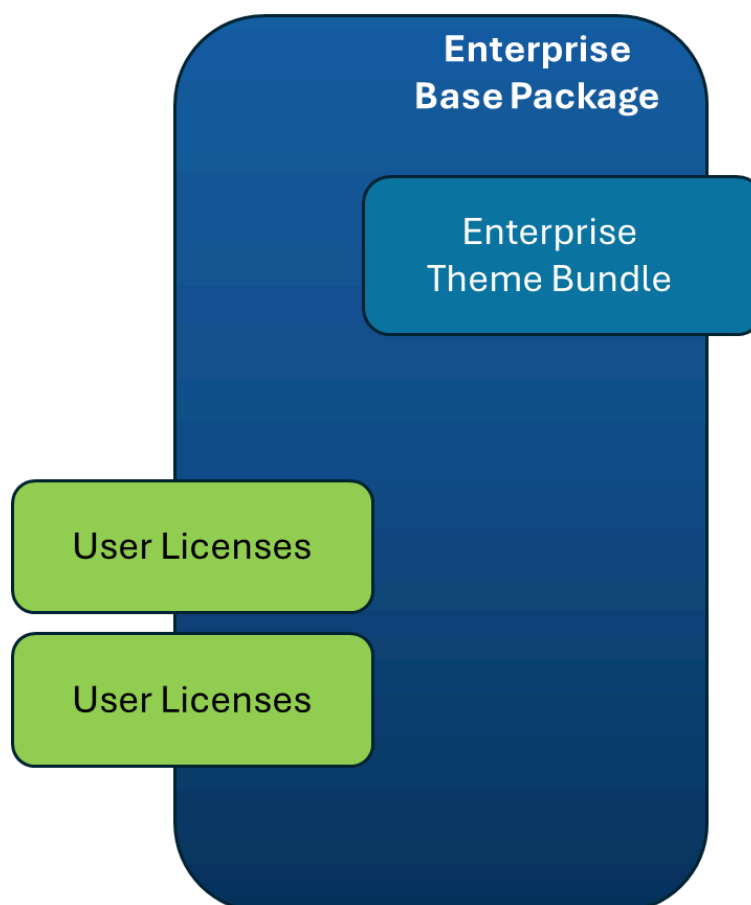 Enterprise
Base Package
Enterprise
Theme Bundle
User Licenses
User Licenses